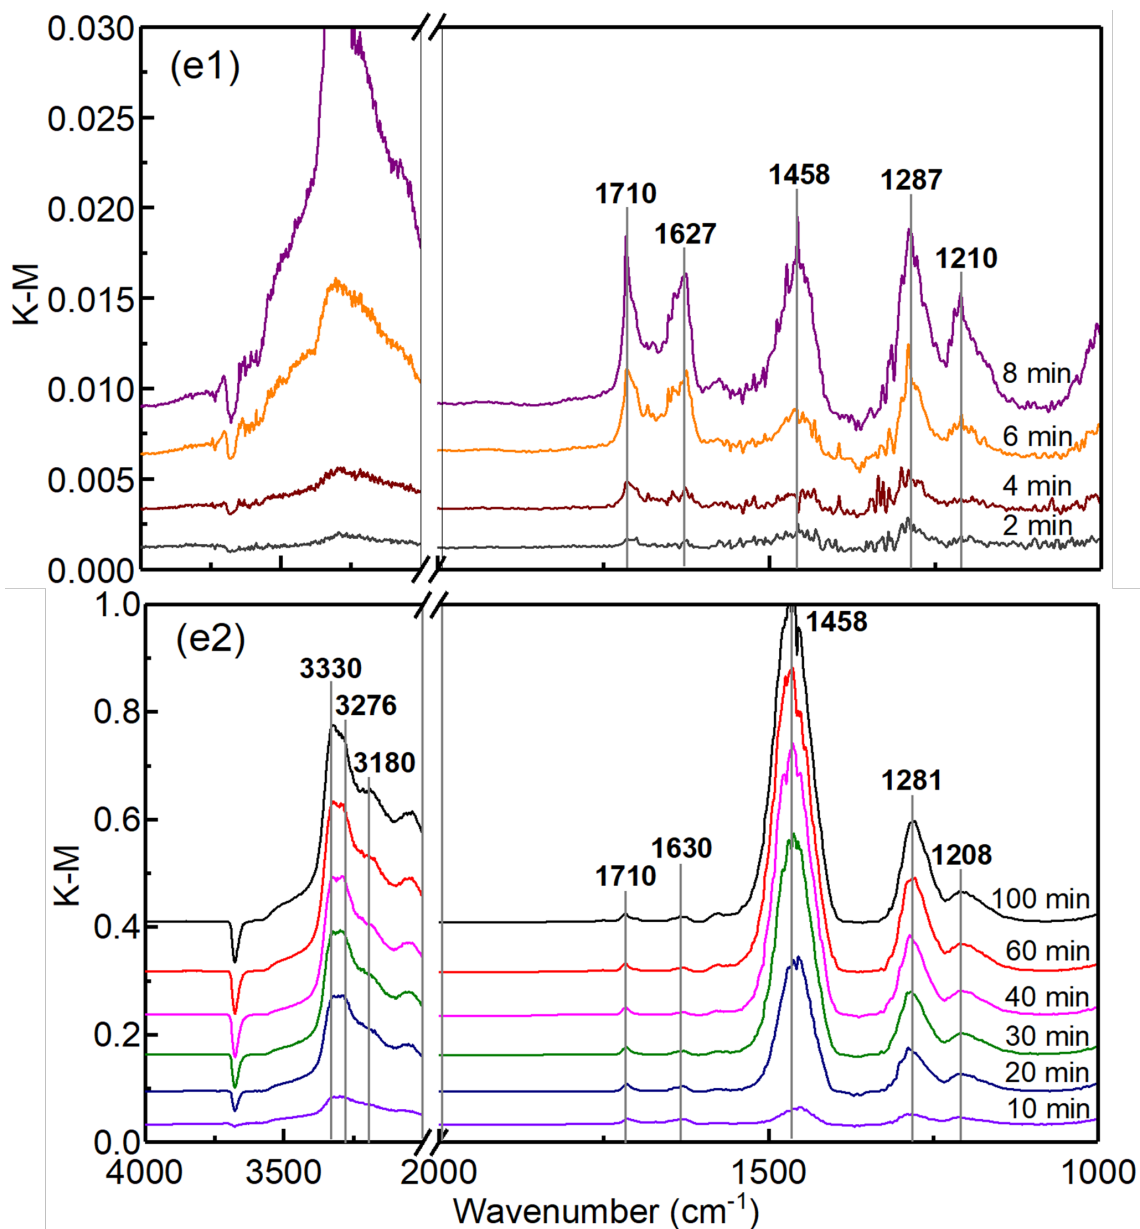 0.030
(e1)
0.025
0.020
0.015
0.010
0.005
0.000
K-M
1710
1627
1458
1287
1210
8 min
6 min
4 min
2 min
1.0
(e2)
0.8
0.6
0.4
0.2
0.0
K-M
3330
3276
3180
1458
1281
1710
1630
1208
100 min
60 min
40 min
30 min
20 min
10 min
4000 3500 2000 1500 1000
Wavenumber (cm⁻¹)